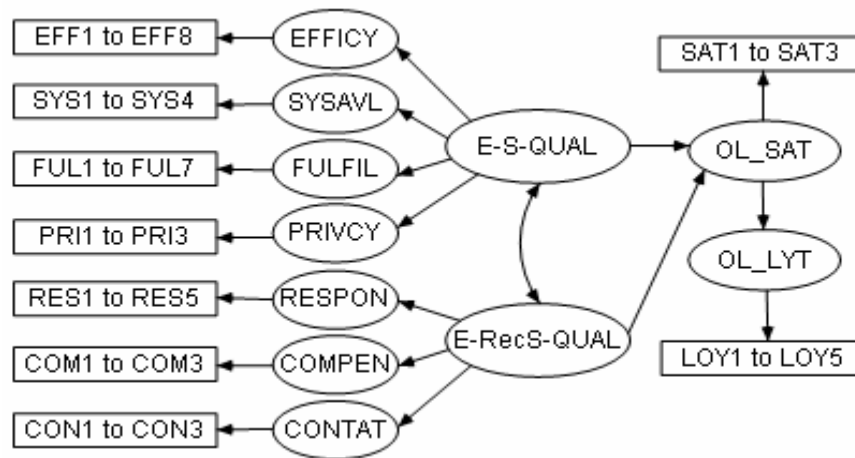 EFF1 to EFF8
EFFICY
SAT1 to SAT3
SYS1 to SYS4
SYSAVL
E-S-QUAL
OL_SAT
FUL1 to FUL7
FULFIL
PRI1 to PRI3
PRIVCY
OL_LYT
RES1 to RES5
RESPON
E-RecS-QUAL
COM1 to COM3
COMPEN
LOY1 to LOY5
CON1 to CON3
CONTAT